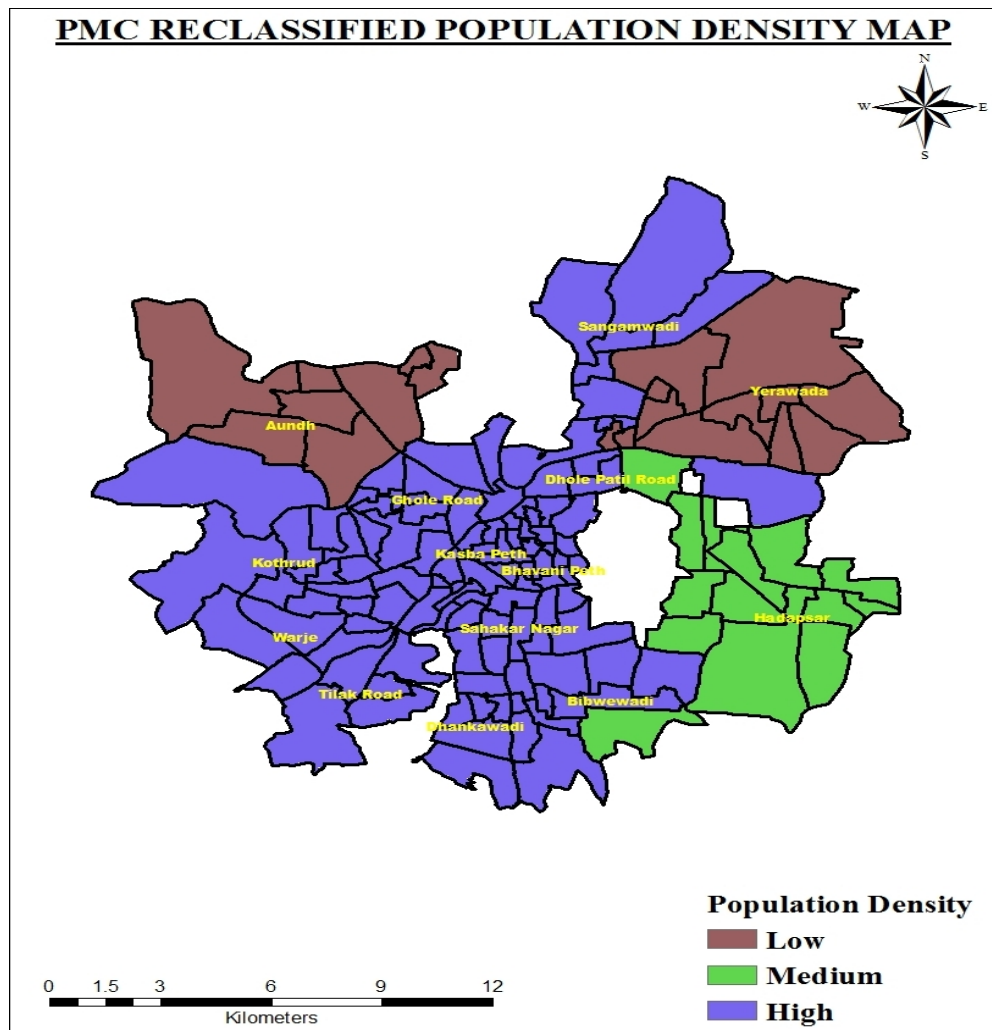 PMC RECLASSIFIED POPULATION DENSITY MAP
N
W
E
S
Sangamwadi
Yerawada
Aundh
Dhole Patil Road
Ghole Road
Kasba Peth
Kothrud
Bhavani Peth
Hadapsar
Sahakar Nagar
Warje
Tilak Road
Bibwewadi
Dhankawadi
Population Density
Low
Medium
High
0 1.5 3 6 9 12
Kilometers